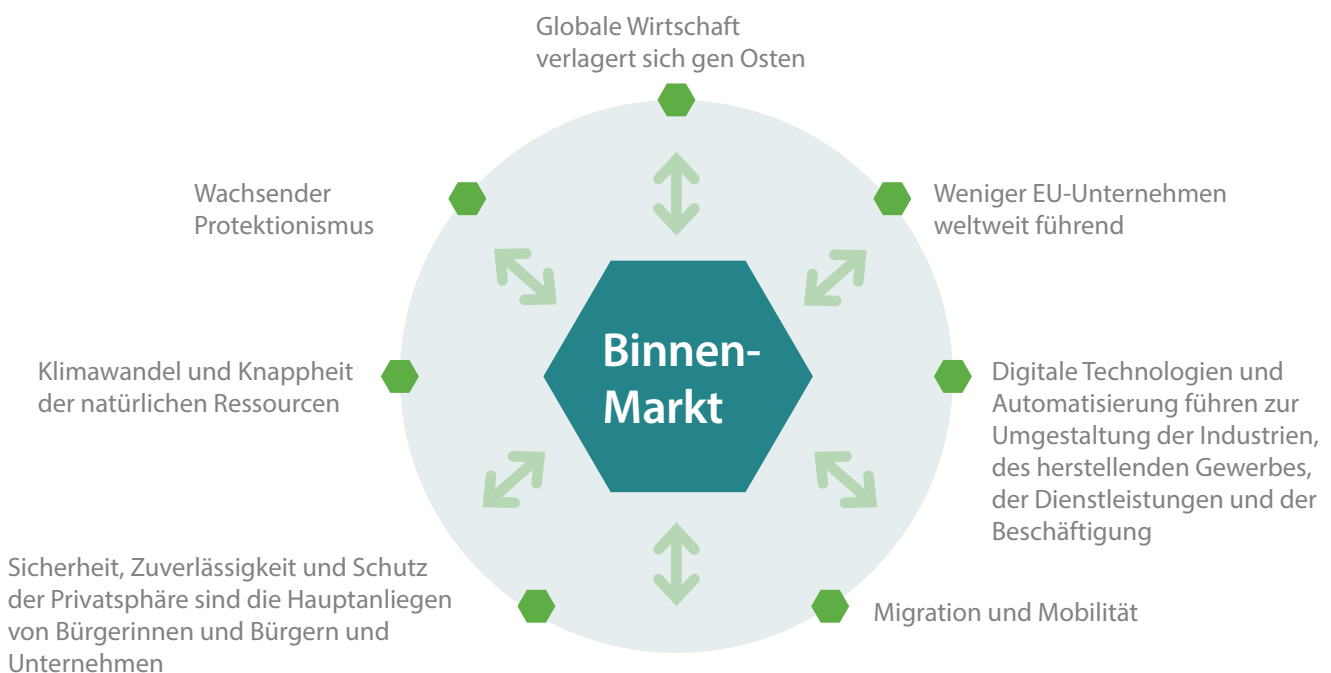 Globale Wirtschaft
verlagert sich gen Osten
Wachsender
Protektionismus
Weniger EU-Unternehmen
weltweit führend
Binnen-
Markt
Klimawandel und Knappheit
der natürlichen Ressourcen
Digitale Technologien und
Automatisierung führen zur
Umgestaltung der Industrien,
des herstellenden Gewerbes,
der Dienstleistungen und der
Beschäftigung
Sicherheit, Zuverlässigkeit und Schutz
der Privatsphäre sind die Hauptanliegen
von Bürgerinnen und Bürgern und
Unternehmen
Migration und Mobilität